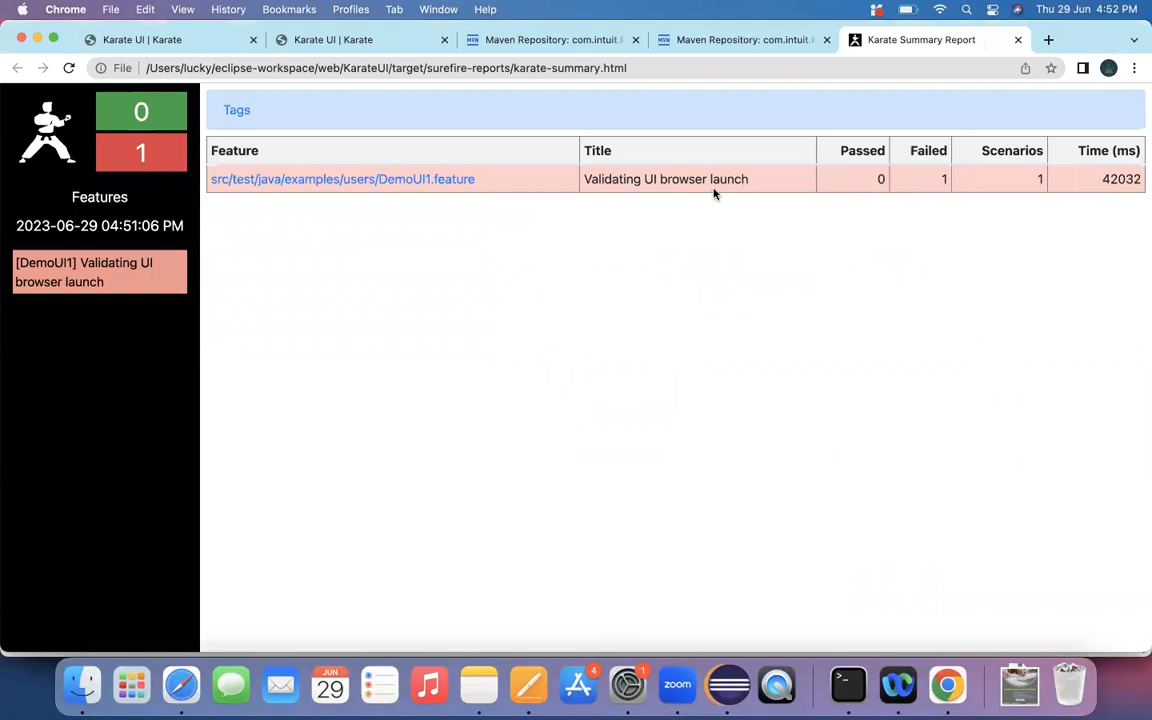 Chrome File Edit View History Bookmarks Profiles Tab Window Help Thu 29 Jun 4:52 PM
Karate UI | Karate
Karate UI | Karate
Maven Repository: com.intuit.
Maven Repository: com.intuit.
Karate Summary Report
File /Users/lucky/eclipse-workspace/web/KarateUI/target/surefire-reports/karate-summary.html
0
1
Features
2023-06-29 04:51:06 PM
[DemoUI1] Validating UI
browser launch
Tags
Feature Title Passed Failed Scenarios Time (ms)
src/test/java/examples/users/DemoUI1.feature Validating UI browser launch 0 1 1 42032
JUN
29
4
1
zoom